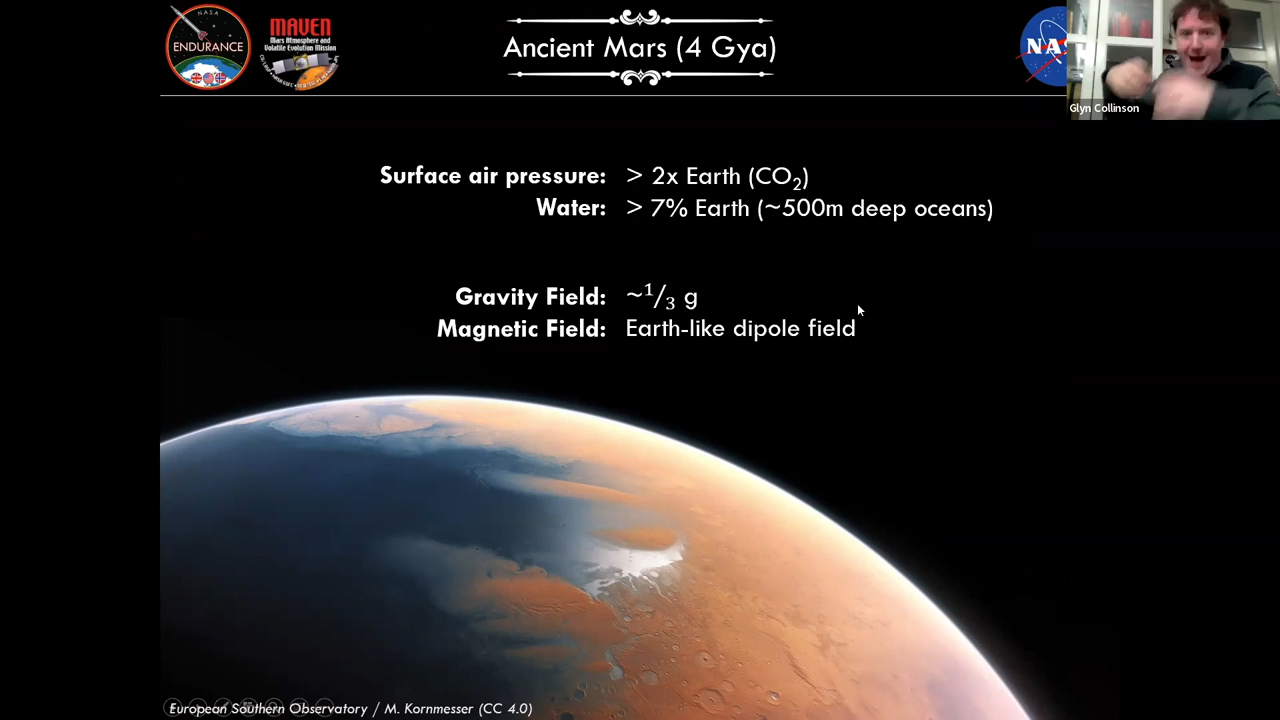 NASA
ENDURANCE
MAVEN
Mars Atmosphere and
Volatile Evolution Mission
Ancient Mars (4 Gya)
NAS
Glyn Collinson
Surface air pressure: > 2x Earth (CO₂)
Water: > 7% Earth (~500m deep oceans)
Gravity Field: ~¹/₃ g
Magnetic Field: Earth-like dipole field
European Southern Observatory / M. Kornmesser (CC 4.0)